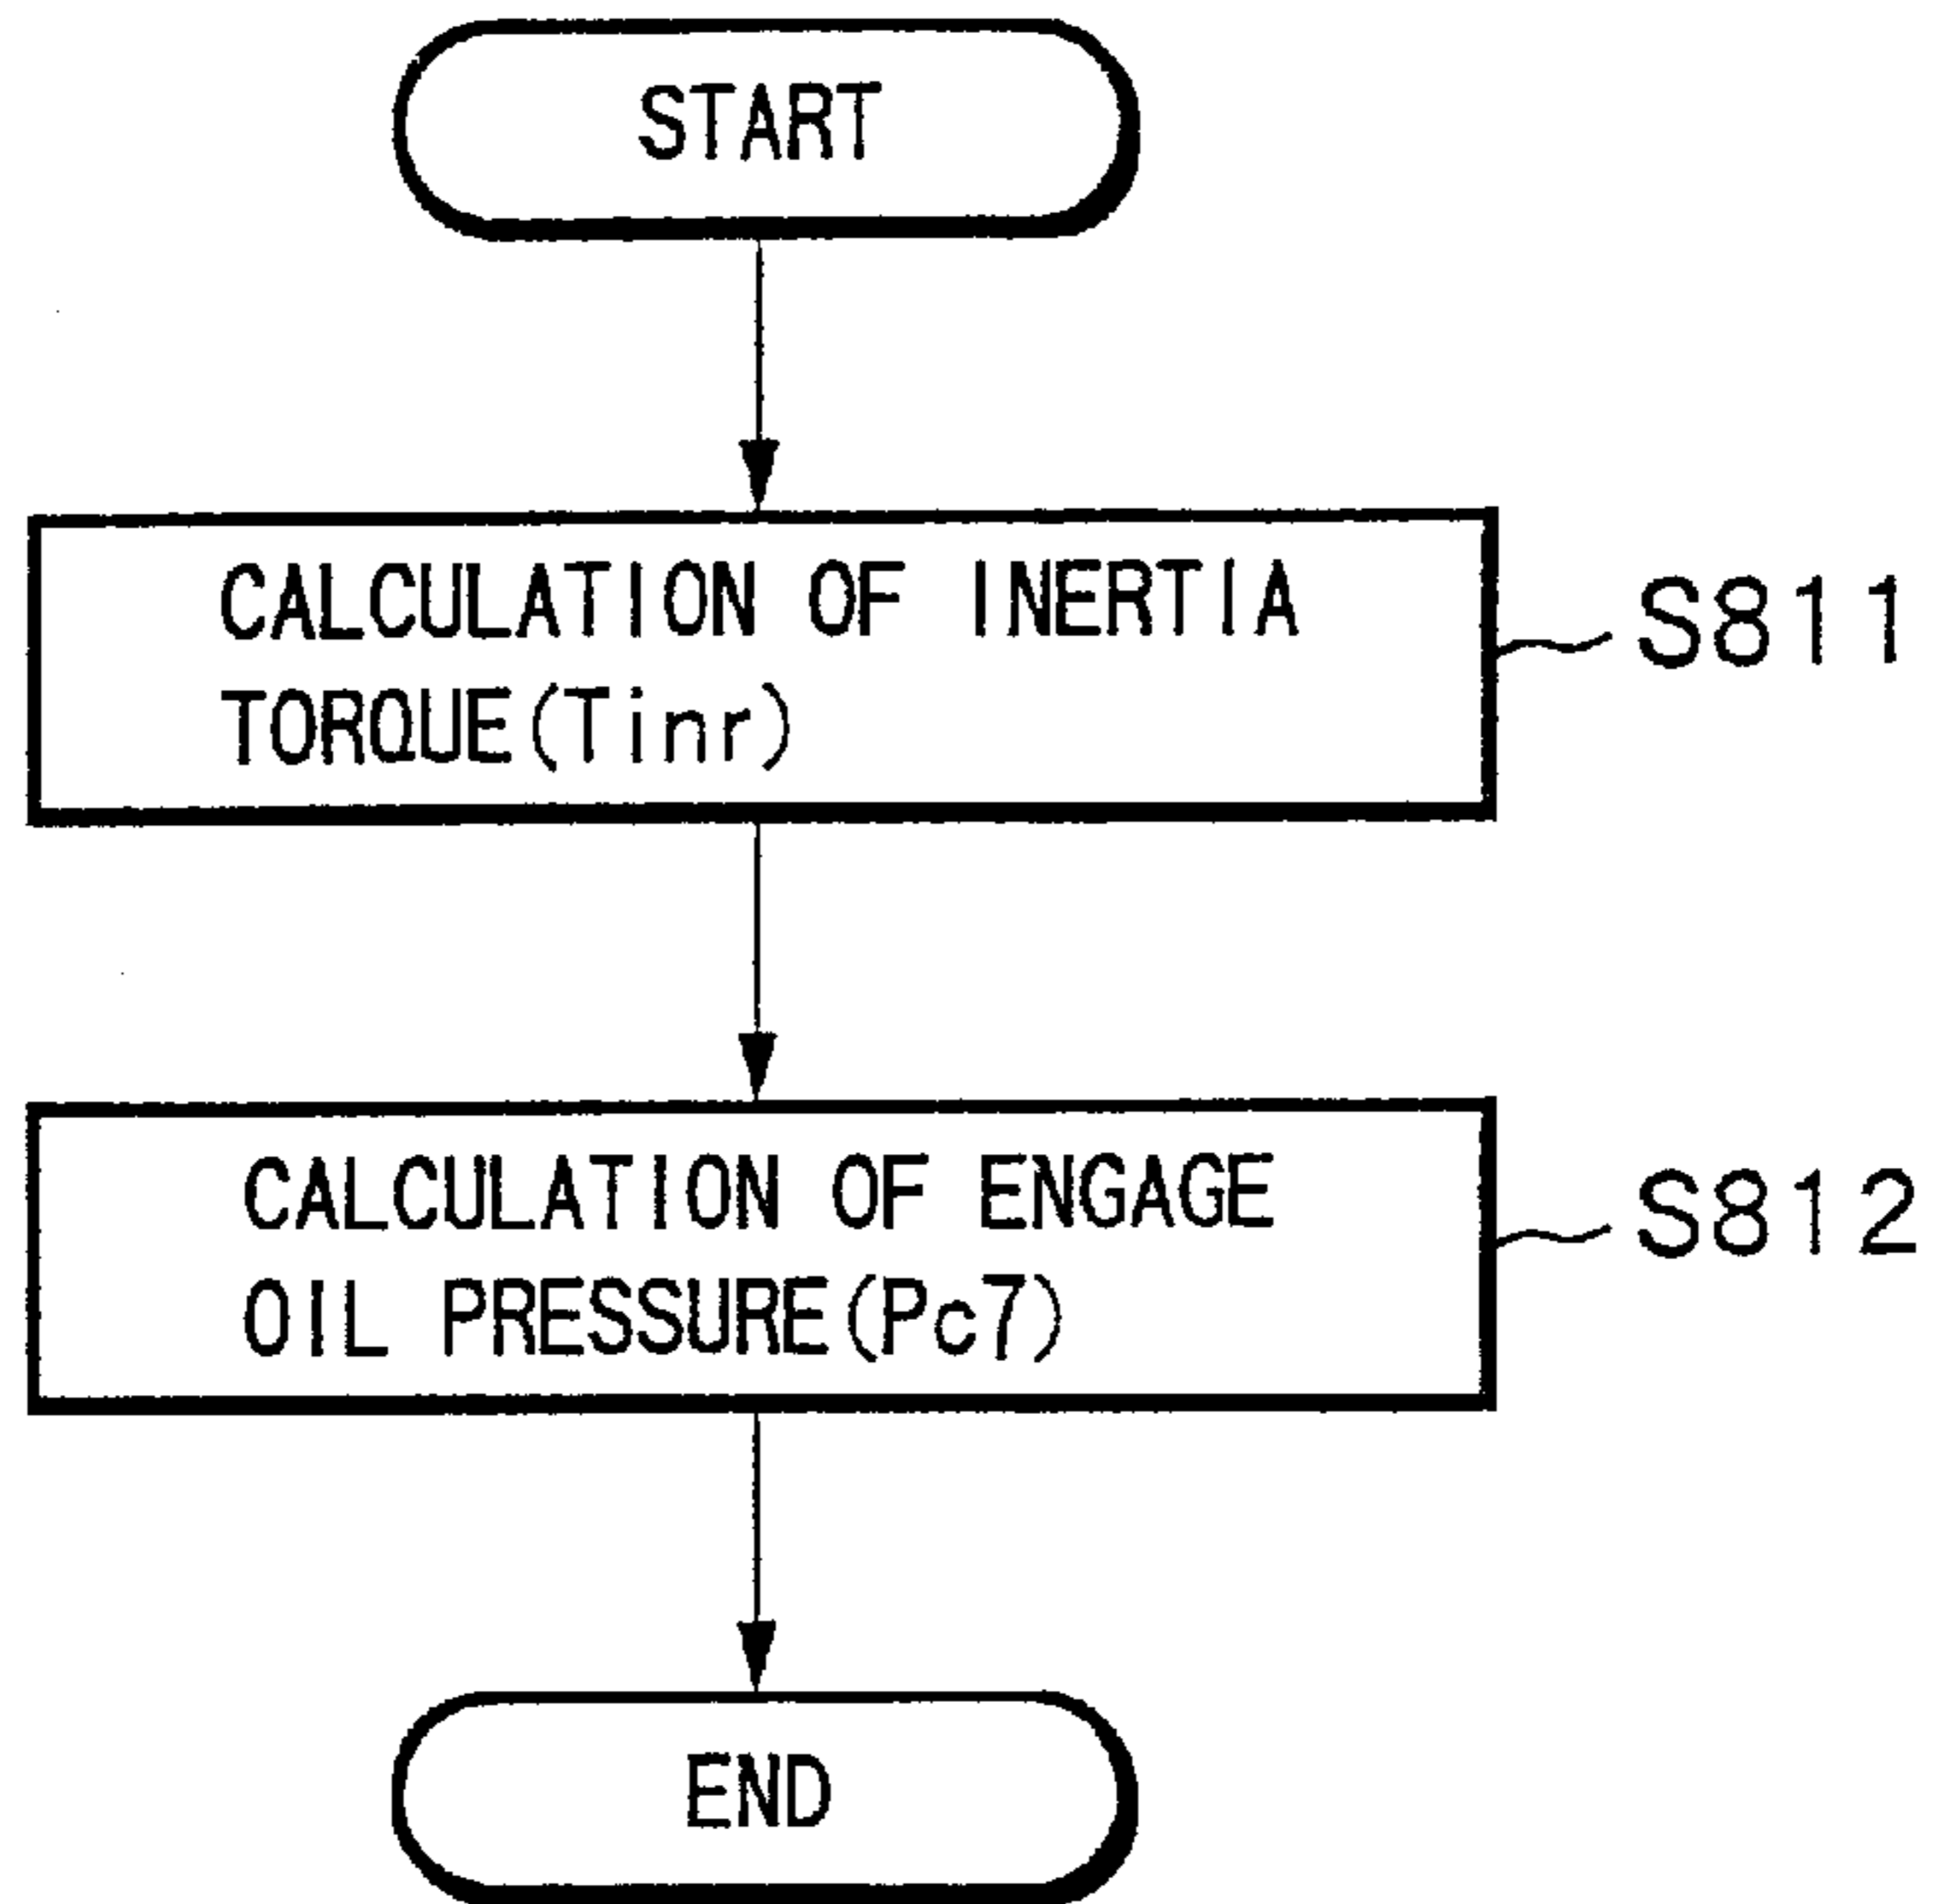 START
CALCULATION OF INERTIA
TORQUE(Tinr)
S811
CALCULATION OF ENGAGE
OIL PRESSURE(Pc7)
S812
END